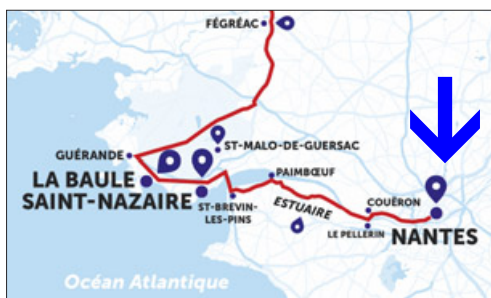 FÉGRÉAC
GUÉRANDE
ST-MALO-DE-GUERSAC
LA BAULE
SAINT-NAZAIRE
PAIMBŒUF
ST-BREVIN-
LES-PINS
ESTUAIRE
COUËRON
LE PELLERIN
NANTES
Océan Atlantique